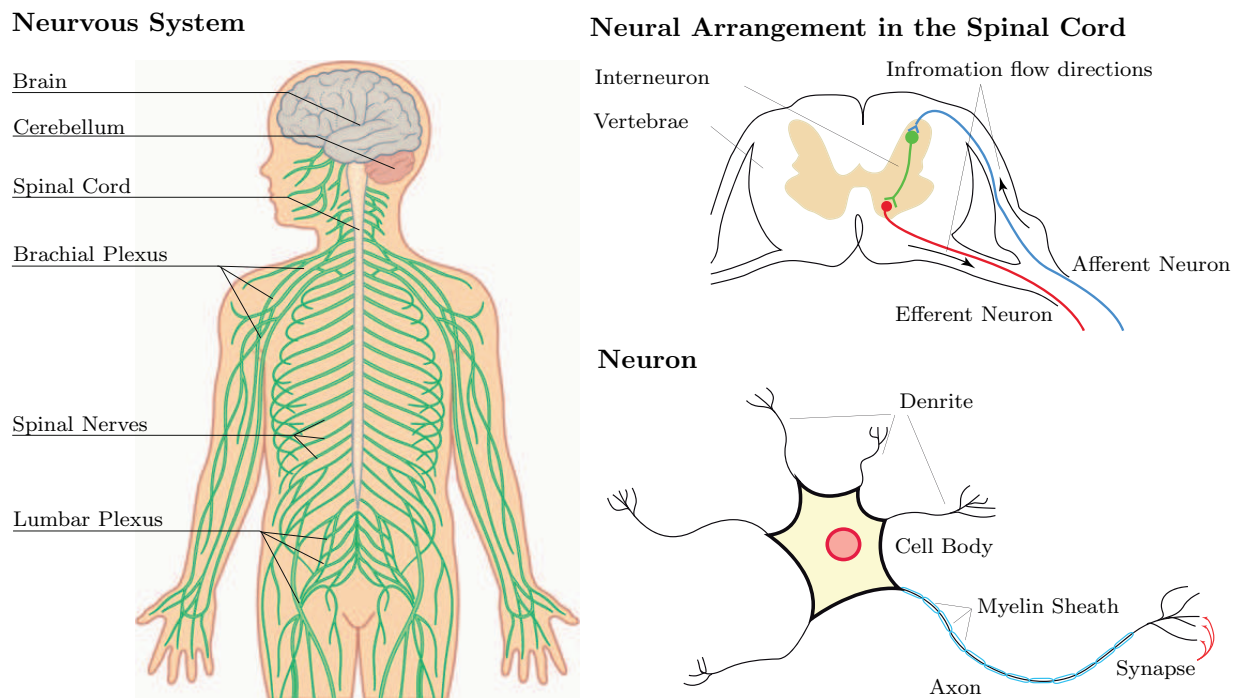 Neurvous System
Brain
Cerebellum
Spinal Cord
Brachial Plexus
Spinal Nerves
Lumbar Plexus
Neural Arrangement in the Spinal Cord
Interneuron
Infromation flow directions
Vertebrae
Afferent Neuron
Efferent Neuron
Neuron
Denrite
Cell Body
Myelin Sheath
Synapse
Axon